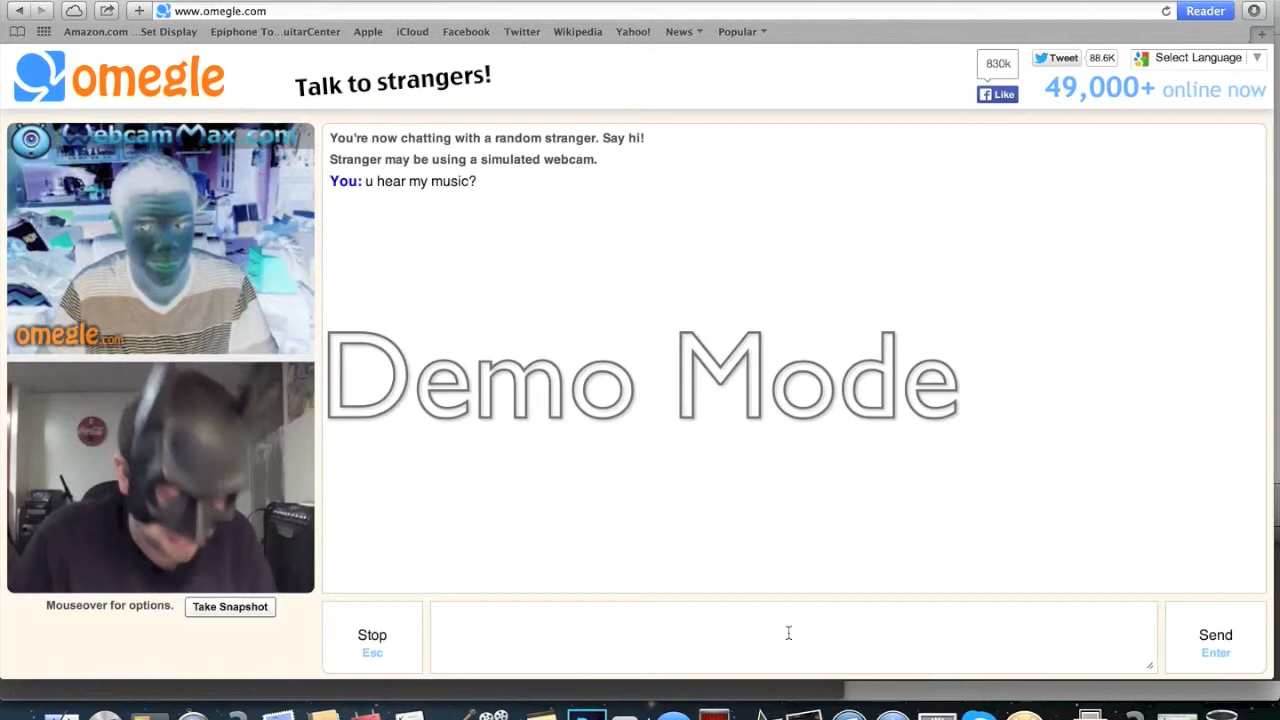 www.omegle.com
Reader
Amazon.com ...Set Display
Epiphone To...uitarCenter
Apple
iCloud
Facebook
Twitter
Wikipedia
Yahoo!
News
Popular
omegle
Talk to strangers!
830k
Like
Tweet
88.6K
Select Language
49,000+ online now
WebcamMax.com
omegle.com
You're now chatting with a random stranger. Say hi!
Stranger may be using a simulated webcam.
You: u hear my music?
Demo Mode
Mouseover for options.
Take Snapshot
Stop
Esc
Send
Enter